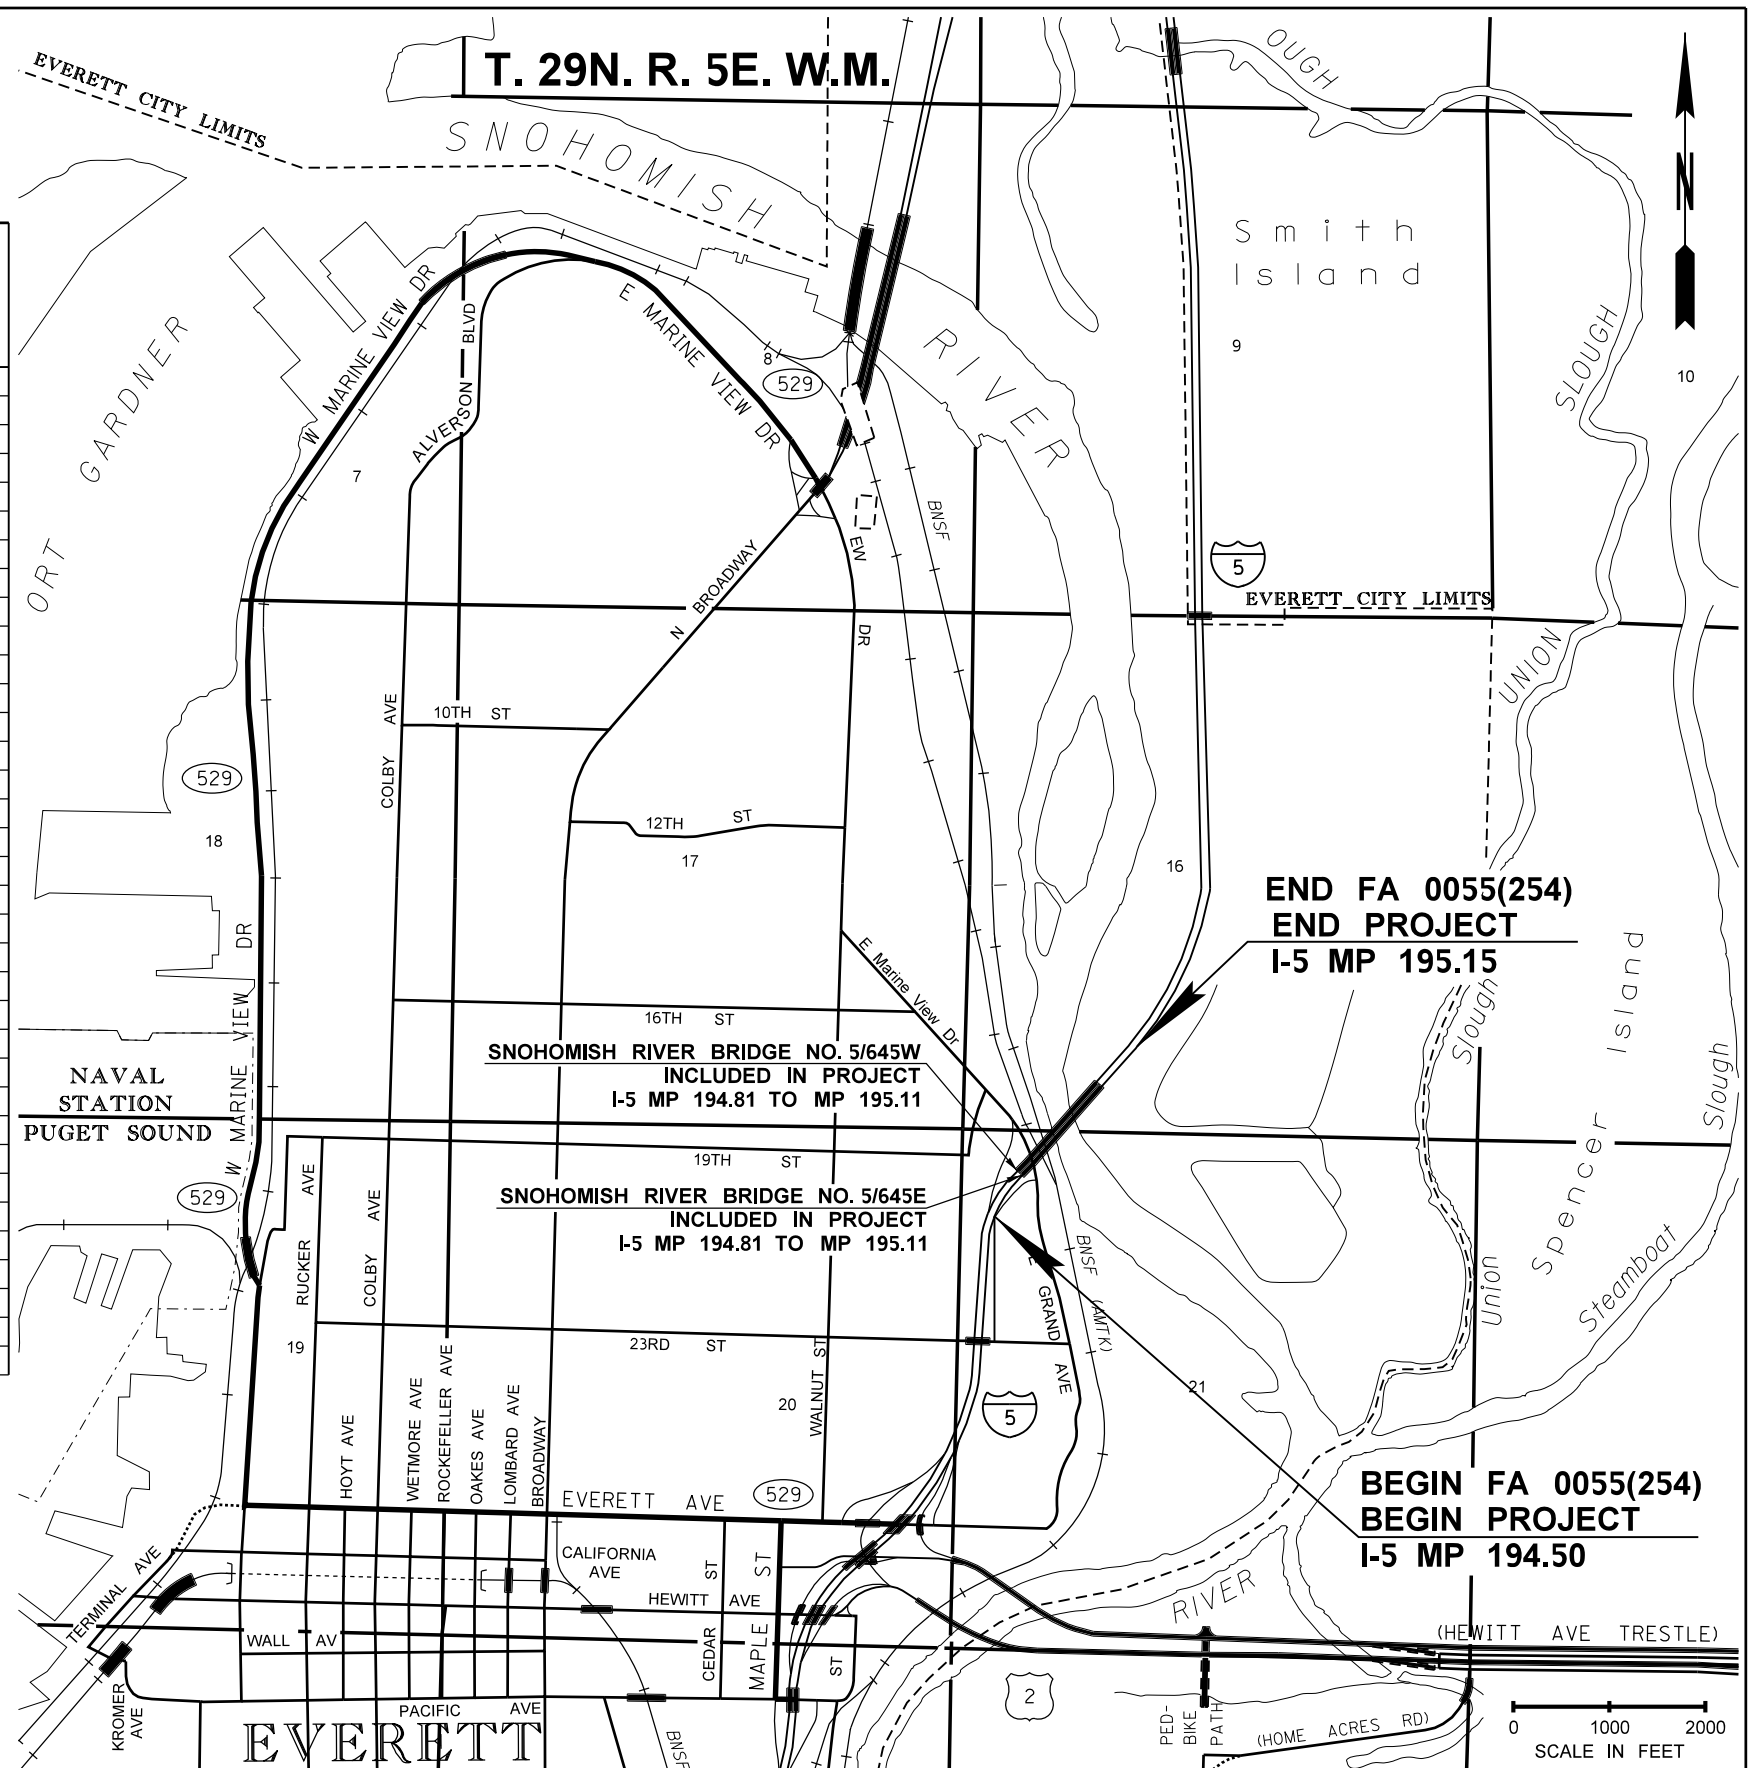 T. 29N. R. 5E. W.M.
EVERETT CITY LIMITS
OUGH
SNOHOMISH
N
Smith
Island
W MARINE VIEW DR
BLVD
E MARINE VIEW DR
RIVER
9
SLOUGH
10
8
529
ORT GARDNER
ALVERSON
7
BNSF
EW
DR
5
EVERETT CITY LIMITS
N BROADWAY
UNION
COLBY AVE
10TH ST
529
18
12TH ST
17
16
END FA 0055(254)
END PROJECT
I-5 MP 195.15
E Marine View Dr
W MARINE VIEW DR
16TH ST
Slough
Spencer Island
Slough
SNOHOMISH RIVER BRIDGE NO. 5/645W
INCLUDED IN PROJECT
I-5 MP 194.81 TO MP 195.11
NAVAL
STATION
PUGET SOUND
19TH ST
529
SNOHOMISH RIVER BRIDGE NO. 5/645E
INCLUDED IN PROJECT
I-5 MP 194.81 TO MP 195.11
RUCKER AVE
COLBY AVE
BNSF (AMTK)
E GRAND AVE
Union
Steamboat
19
23RD ST
WALNUT ST
20
21
5
HOYT AVE
WETMORE AVE
ROCKEFELLER AVE
OAKES AVE
LOMBARD AVE
BROADWAY
EVERETT AVE
529
BEGIN FA 0055(254)
BEGIN PROJECT
I-5 MP 194.50
TERMINAL AVE
CALIFORNIA
AVE
HEWITT AVE
CEDAR ST
MAPLE ST
ST
RIVER
WALL AV
(HEWITT AVE TRESTLE)
2
KROMER
AVE
PACIFIC AVE
EVERETT
BNSF
PED-
BIKE
PATH
(HOME ACRES RD)
0 1000 2000
SCALE IN FEET